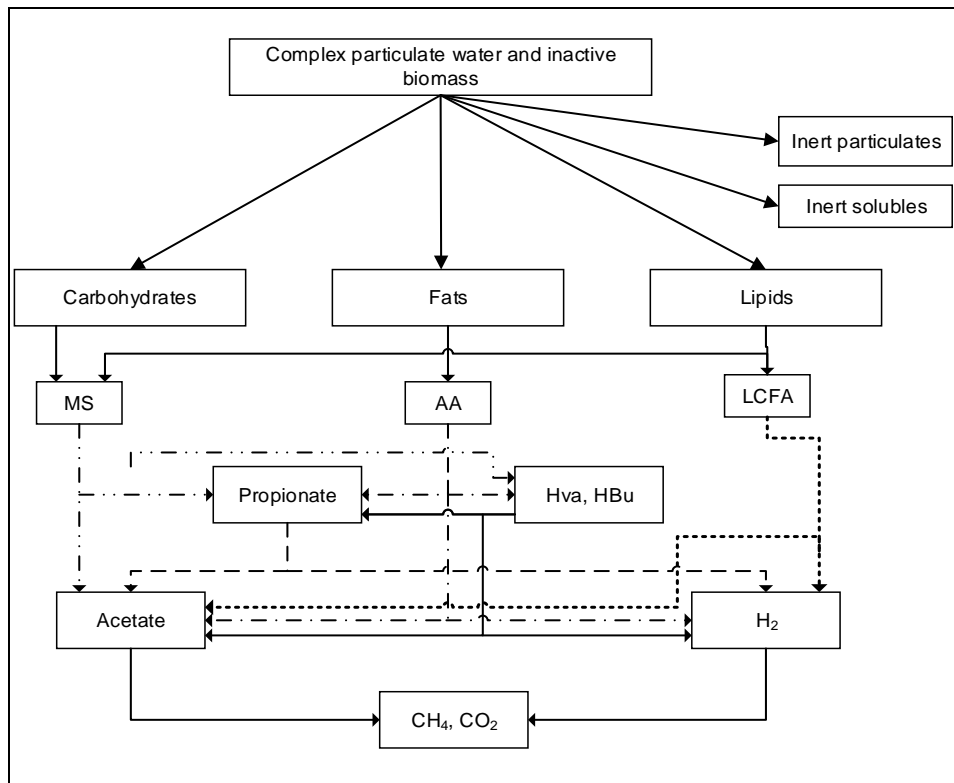 Complex particulate water and inactive
biomass
Inert particulates
Inert solubles
Carbohydrates
Fats
Lipids
MS
AA
LCFA
Propionate
Hva, HBu
Acetate
H₂
CH₄, CO₂